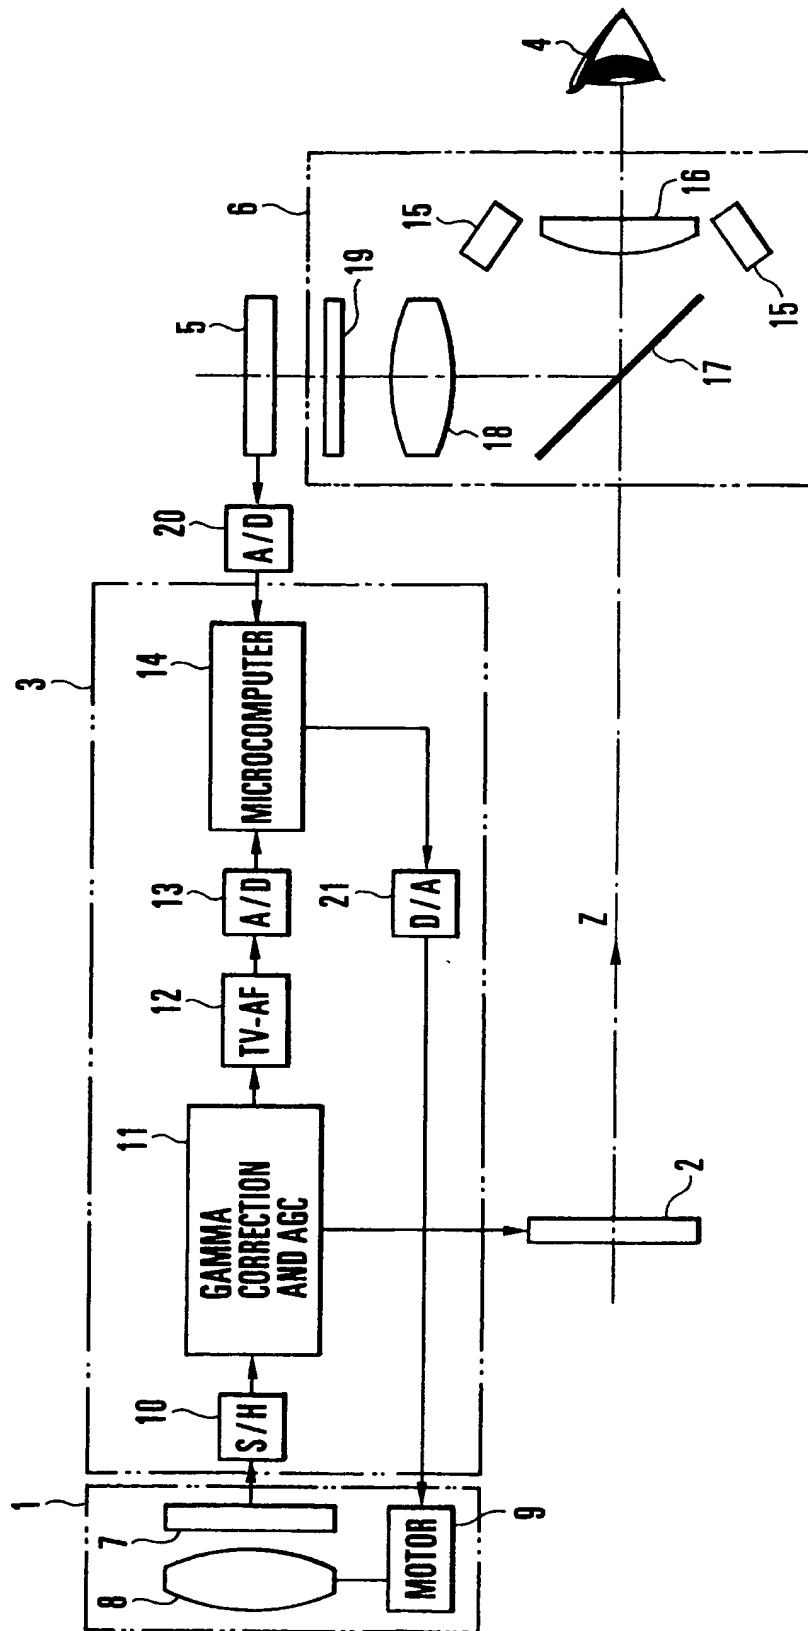 1
7
8
MOTOR
9
3
10
S/H
11
GAMMA
CORRECTION
AND AGC
12
TV-AF
13
A/D
14
MICROCOMPUTER
21
D/A
20
A/D
5
6
19
18
15
16
15
17
4
Z
2